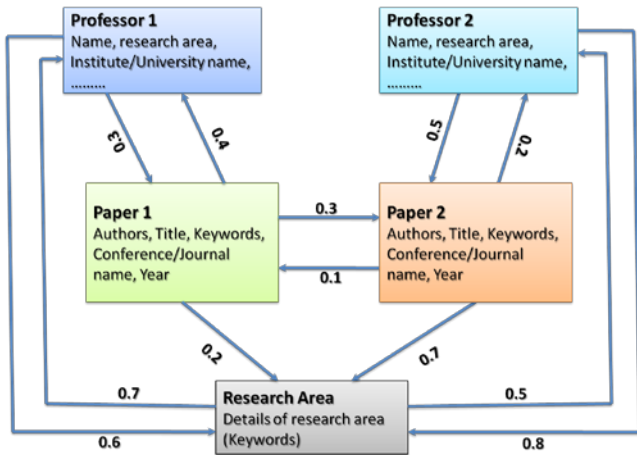 Professor 1
Name, research area,
Institute/University name,
.........
Professor 2
Name, research area,
Institute/University name,
.........
0.3
0.4
0.5
0.2
Paper 1
Authors, Title, Keywords,
Conference/Journal
name, Year
0.3
0.1
Paper 2
Authors, Title, Keywords,
Conference/Journal
name, Year
0.2
0.7
0.7
0.6
Research Area
Details of research area
(Keywords)
0.5
0.8